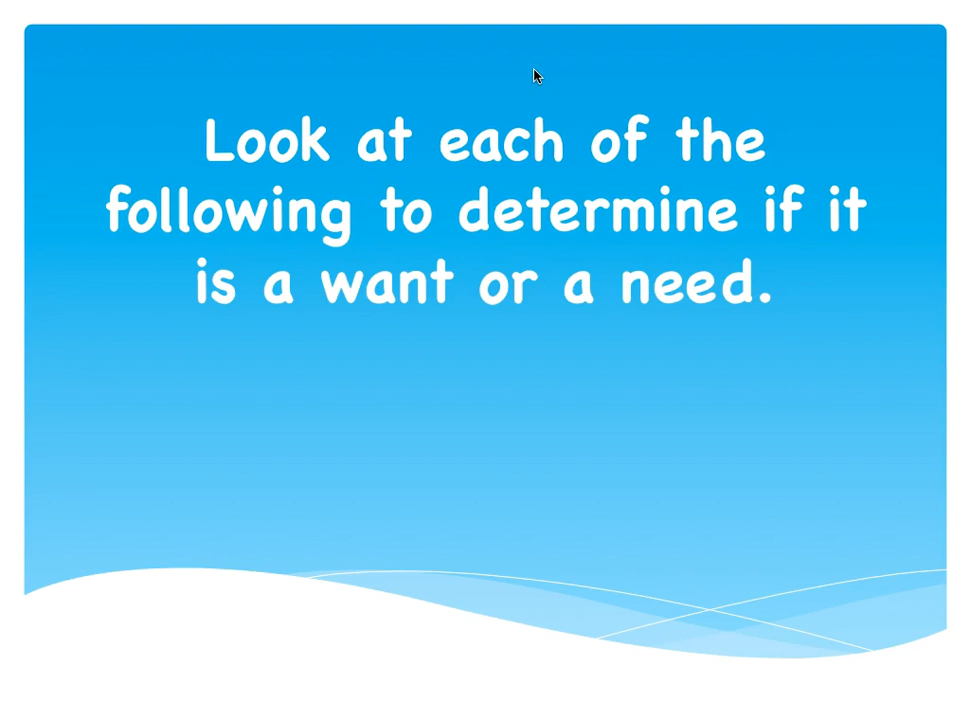 Look at each of the
following to determine if it
is a want or a need.